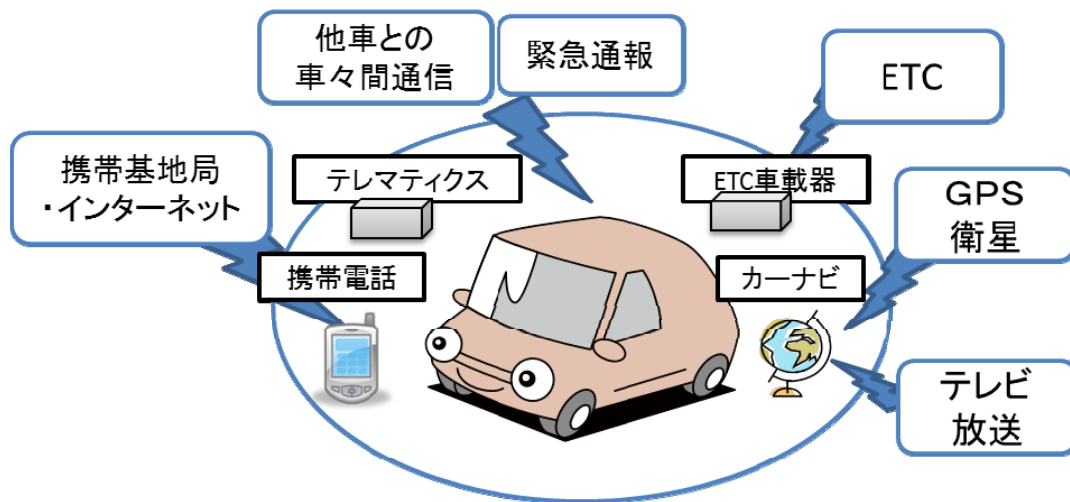 他車との
車々間通信
緊急通報
ETC
携帯基地局
・インターネット
テレマティクス
ETC車載器
GPS
衛星
携帯電話
カーナビ
テレビ
放送